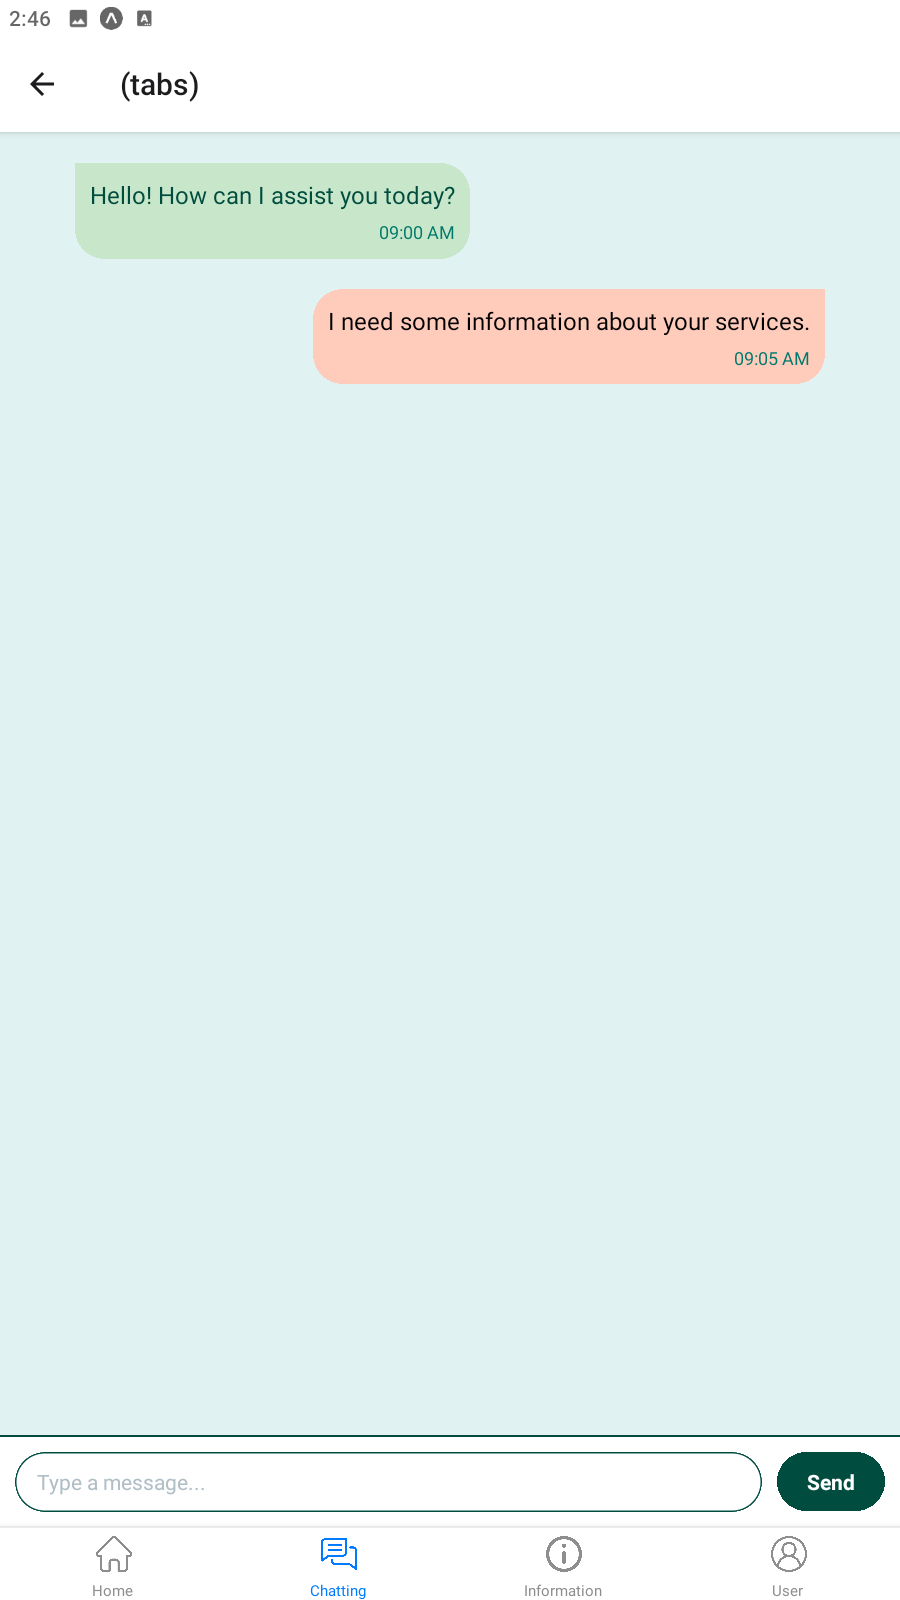 2:46
(tabs)
Hello! How can I assist you today?
09:00 AM
I need some information about your services.
09:05 AM
Type a message...
Send
Home
Chatting
Information
User